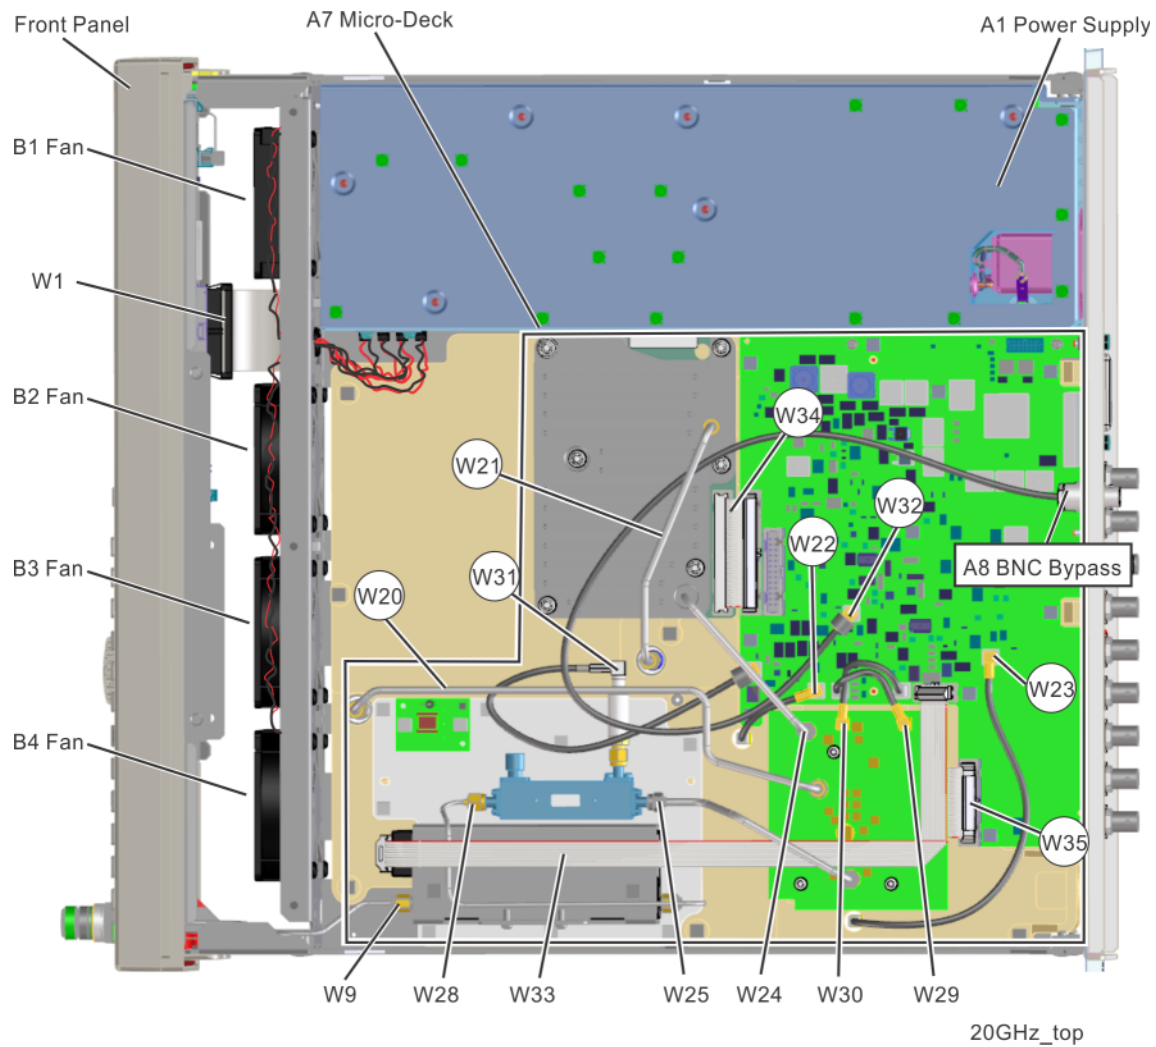 Front Panel
A7 Micro-Deck
A1 Power Supply
B1 Fan
W1
B2 Fan
W34
W21
W32
W22
A8 BNC Bypass
B3 Fan
W31
W20
W23
B4 Fan
W35
W9
W28
W33
W25
W24
W30
W29
20GHz_top